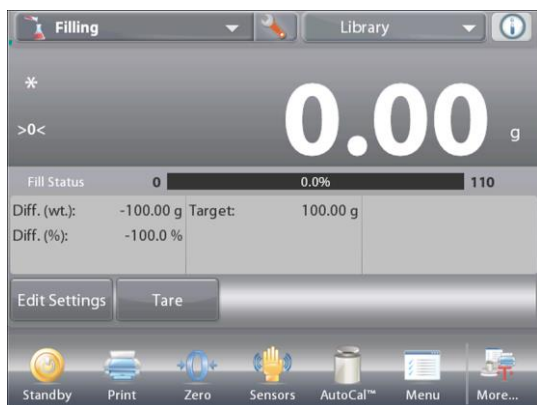 Filling Library
*
>0< 0.00 g
Fill Status 0 0.0% 110
Diff. (wt.): -100.00 g Target: 100.00 g
Diff. (%): -100.0 %
Edit Settings Tare
Standby Print Zero Sensors AutoCal™ Menu More...